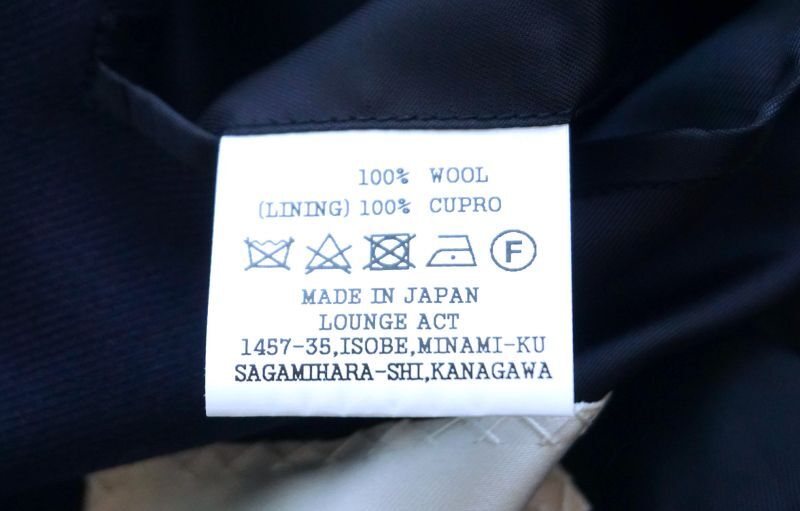 100% WOOL
(LINING) 100% CUPRO
F
MADE IN JAPAN
LOUNGE ACT
1457-35,ISOBE,MINAMI-KU
SAGAMIHARA-SHI,KANAGAWA